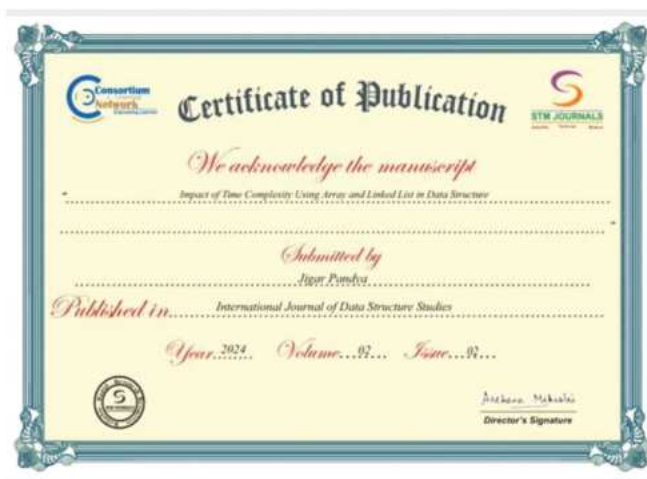 Consortium
Network
Certificate of Publication
STM JOURNALS
We acknowledge the manuscript
" Impact of Time Complexity Using Array and Linked List in Data Structure
"
Submitted by
Jigar Pandya
Published in International Journal of Data Structure Studies
Year 2024 Volume 02 Issue 02
S
STM JOURNALS
Director's Signature